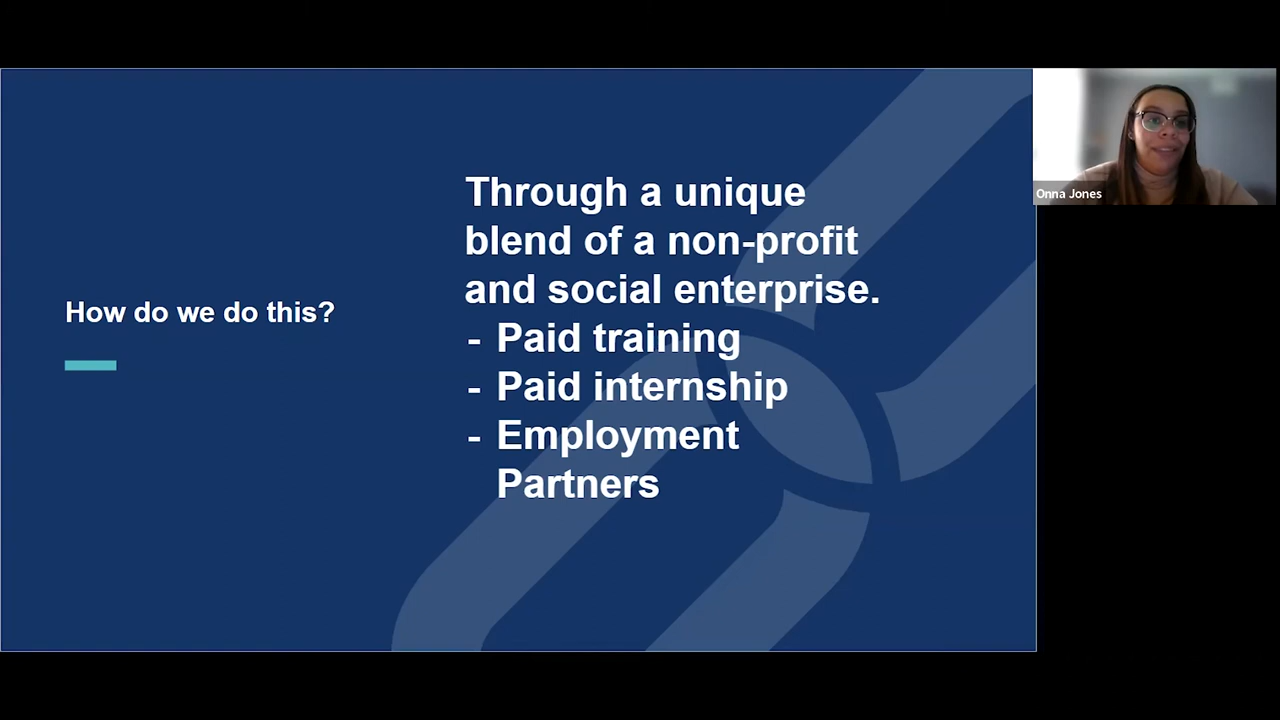 How do we do this?
Through a unique
blend of a non-profit
and social enterprise.
- Paid training
- Paid internship
- Employment
Partners
Onna Jones